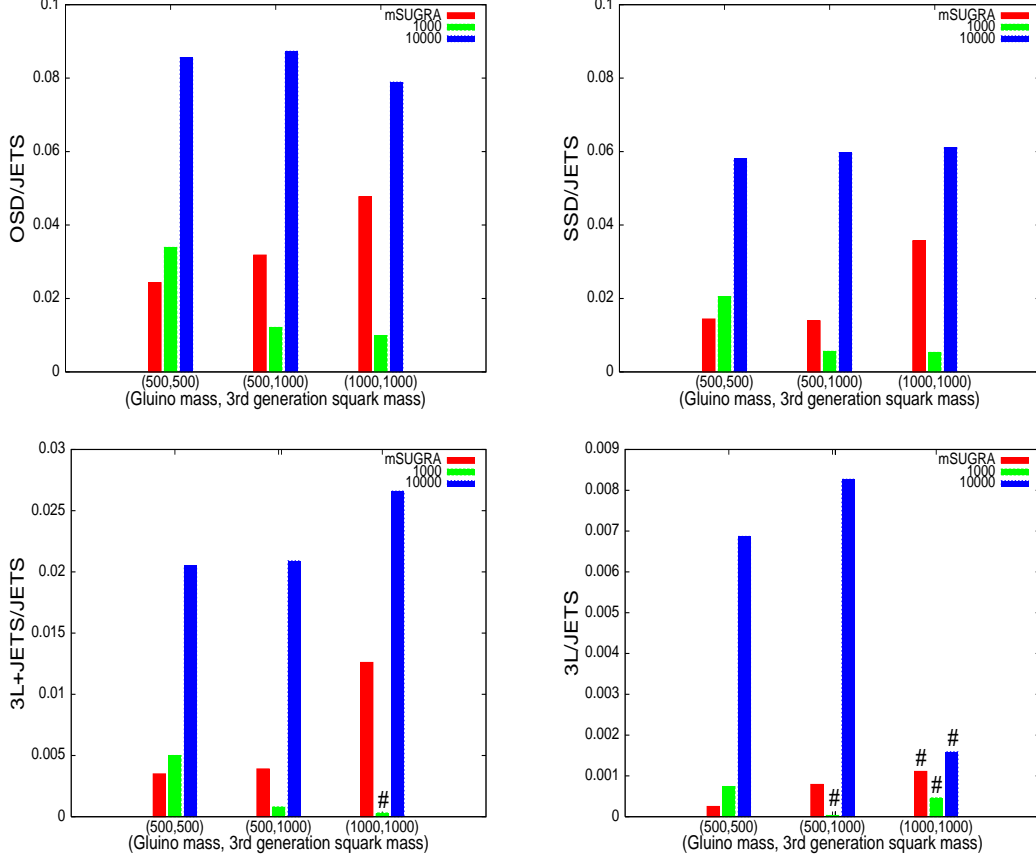 0.1
0.08
0.06
0.04
0.02
0
OSD/JETS
mSUGRA
1000
10000
(500,500) (500,1000) (1000,1000)
(Gluino mass, 3rd generation squark mass)
0.1
0.08
0.06
0.04
0.02
0
SSD/JETS
mSUGRA
1000
10000
(500,500) (500,1000) (1000,1000)
(Gluino mass, 3rd generation squark mass)
0.03
0.025
0.02
0.015
0.01
0.005
0
3L+JETS/JETS
mSUGRA
1000
10000
#
(500,500) (500,1000) (1000,1000)
(Gluino mass, 3rd generation squark mass)
0.009
0.008
0.007
0.006
0.005
0.004
0.003
0.002
0.001
0
3L/JETS
mSUGRA
1000
10000
#
# # #
(500,500) (500,1000) (1000,1000)
(Gluino mass, 3rd generation squark mass)